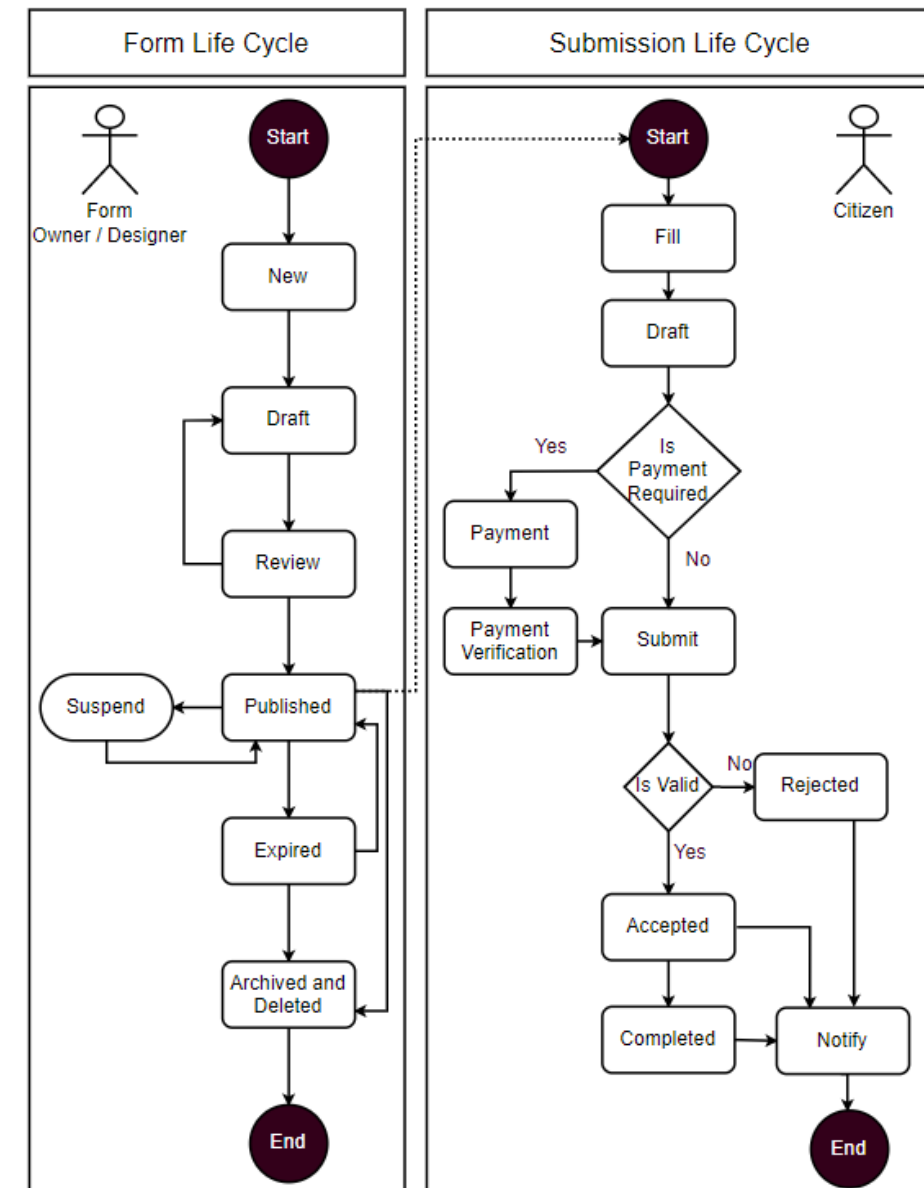 Form Life Cycle
Submission Life Cycle
Start
Form
Owner / Designer
New
Draft
Review
Published
Suspend
Expired
Archived and
Deleted
End
Start
Citizen
Fill
Draft
Is
Payment
Required
Yes
No
Payment
Payment
Verification
Submit
Is Valid
No
Rejected
Yes
Accepted
Completed
Notify
End